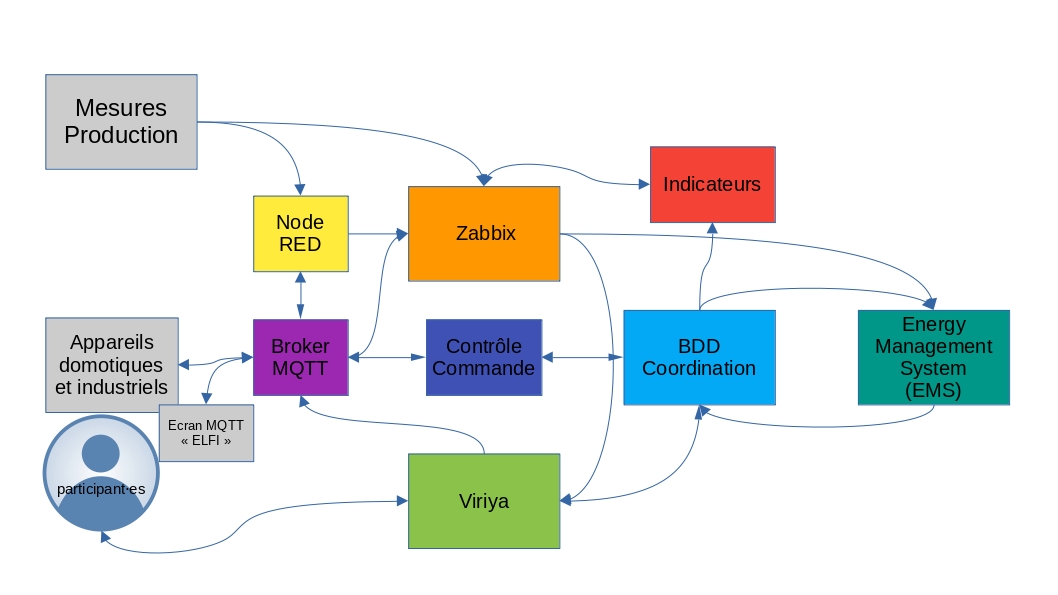 Mesures
Production
Indicateurs
Node
RED
Zabbix
Appareils
domotiques
et industriels
Broker
MQTT
Contrôle
Commande
BDD
Coordination
Energy
Management
System
(EMS)
Ecran MQTT
« ELFI »
participant·es
Viriya